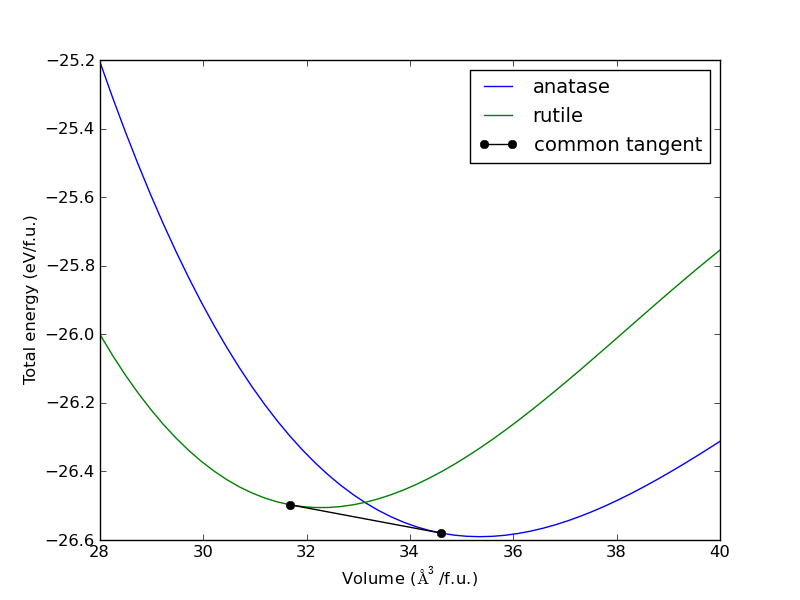 −25.2
−25.4
−25.6
−25.8
−26.0
−26.2
−26.4
−26.6
Total energy (eV/f.u.)
anatase
rutile
common tangent
28 30 32 34 36 38 40
Volume (Å³/f.u.)